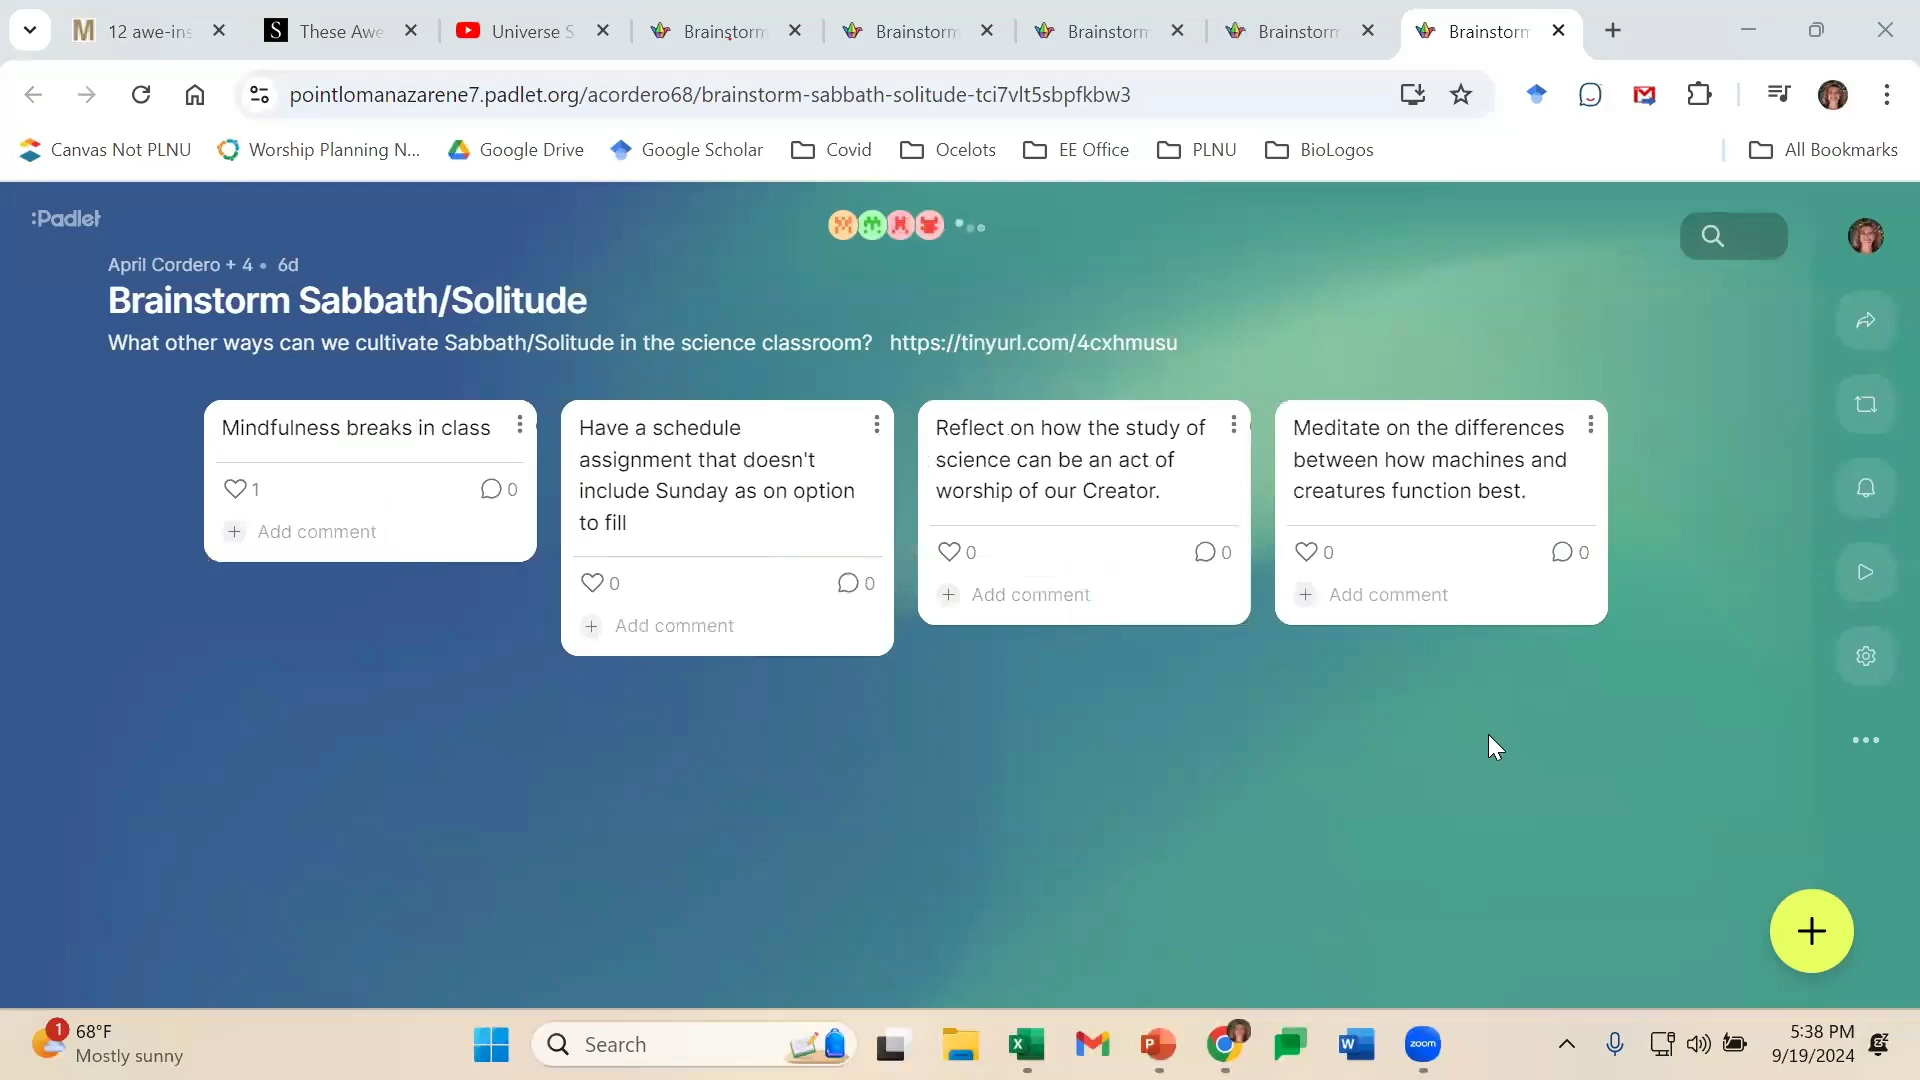 12 awe-ins
These Awe
Universe S
Brainstorm
Brainstorm
Brainstorm
Brainstorm
Brainstorm
pointlomanazarene7.padlet.org/acordero68/brainstorm-sabbath-solitude-tci7vlt5sbpfkbw3
Canvas Not PLNU
Worship Planning N...
Google Drive
Google Scholar
Covid
Ocelots
EE Office
PLNU
BioLogos
All Bookmarks
:Padlet
April Cordero + 4 • 6d
Brainstorm Sabbath/Solitude
What other ways can we cultivate Sabbath/Solitude in the science classroom? https://tinyurl.com/4cxhmusu
Mindfulness breaks in class
1
0
Add comment
Have a schedule
assignment that doesn't
include Sunday as on option
to fill
0
0
Add comment
Reflect on how the study of
science can be an act of
worship of our Creator.
0
0
Add comment
Meditate on the differences
between how machines and
creatures function best.
0
0
Add comment
1
68°F
Mostly sunny
Search
zoom
5:38 PM
9/19/2024